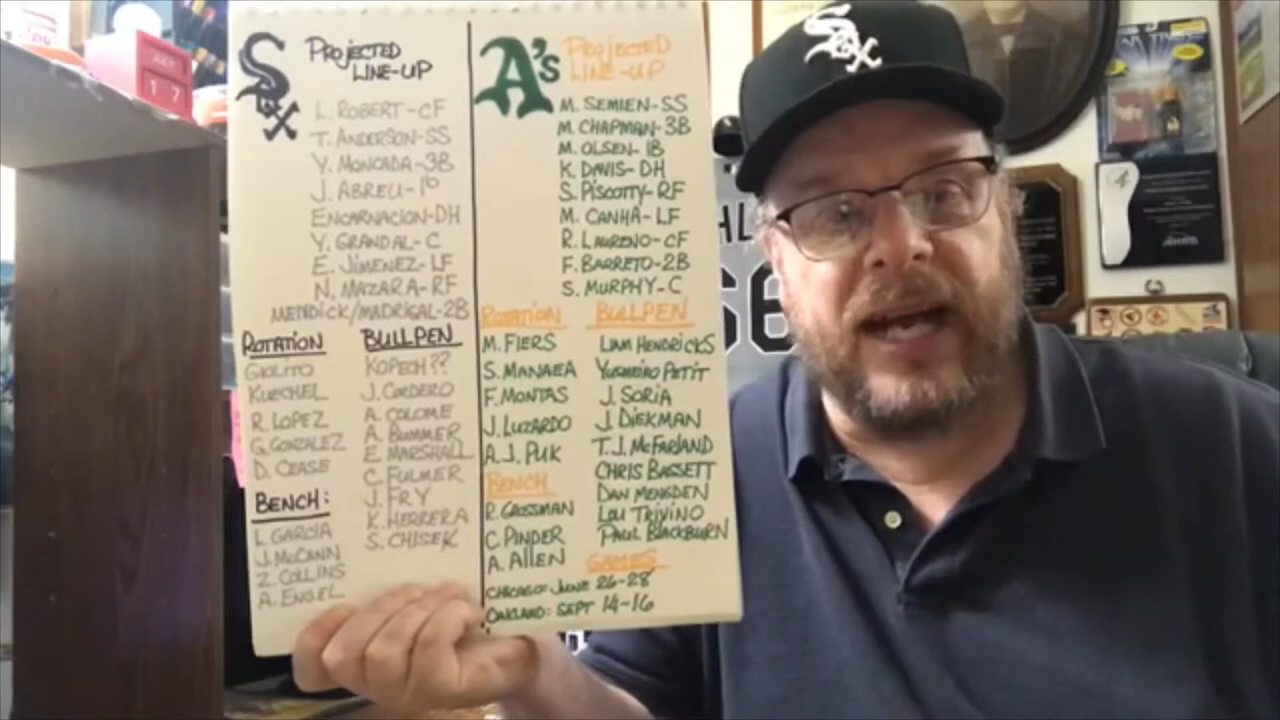 Sox
PROJECTED
LINE-UP
L. ROBERT-CF
T. ANDERSON-SS
Y. MONCADA-3B
J. ABREU-1B
ENCARNACION-DH
Y. GRANDAL-C
E. JIMENEZ-LF
N. MAZARA-RF
MENDICK/MADRIGAL-2B
ROTATION
GIOLITO
KUECHEL
R. LOPEZ
G. GONZALEZ
D. CEASE
BENCH:
L. GARCIA
J. McCANN
Z. COLLINS
A. ENGEL
BULLPEN
KOPECH??
J. CORDERO
A. COLOME
A. BUMMER
E. MARSHALL
C. FULMER
J. FRY
K. HERRERA
S. CHISEK
A's
PROJECTED
LINE-UP
M. SEMIEN-SS
M. CHAPMAN-3B
M. OLSEN-1B
K. DAVIS-DH
S. PISCOTTY-RF
M. CANHA-LF
R. LAURENO-CF
F. BARRETO-2B
S. MURPHY-C
ROTATION
M. FIERS
S. MANAEA
F. MONTAS
J. LUZARDO
A.J. PUK
BENCH
R. GROSSMAN
C. PINDER
A. ALLEN
BULLPEN
LIAM HENDRICKS
YUSMEIRO PETIT
J. SORIA
J. DIEKMAN
T.J. McFARLAND
CHRIS BASSETT
DAN MENGDEN
LOU TRIVINO
PAUL BLACKBURN
GAMES
CHICAGO: JUNE 26-28
OAKLAND: SEPT 14-16
Sox
JULY
17